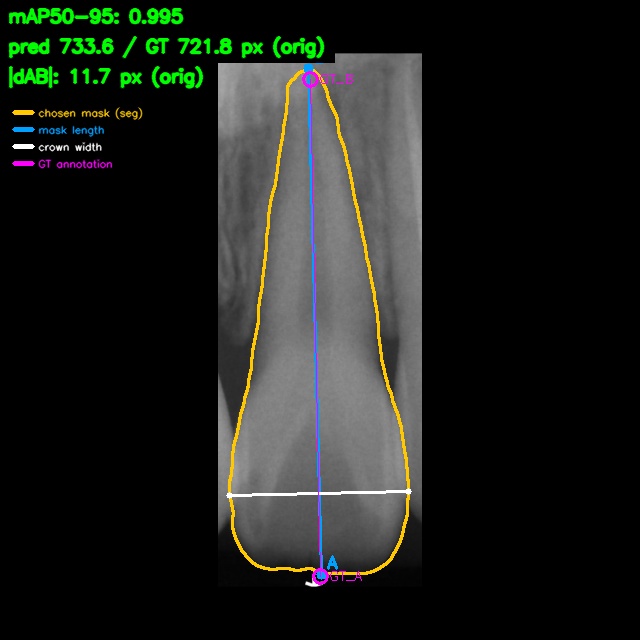 mAP50-95: 0.995
pred 733.6 / GT 721.8 px (orig)
|dAB|: 11.7 px (orig)
chosen mask (seg)
mask length
crown width
GT annotation
A
GT_A